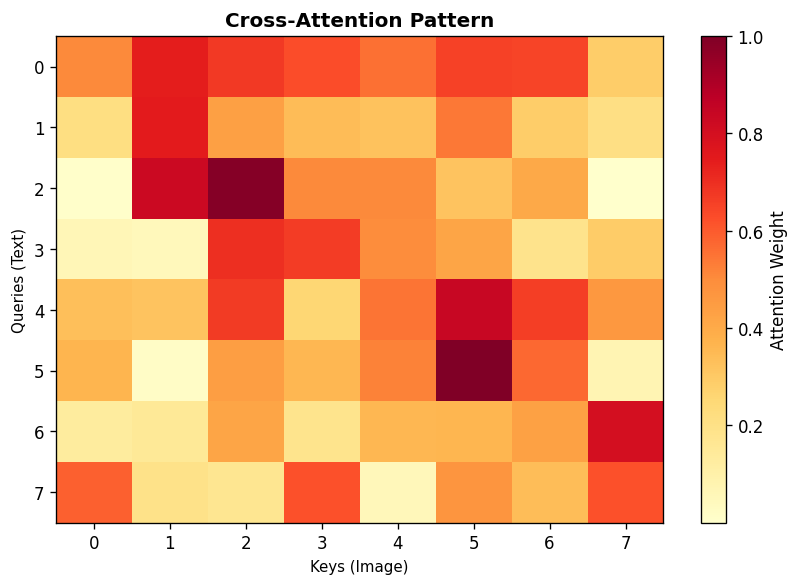 Cross-Attention Pattern
0
1
2
3
4
5
6
7
Queries (Text)
0 1 2 3 4 5 6 7
Keys (Image)
1.0
0.8
0.6
0.4
0.2
Attention Weight